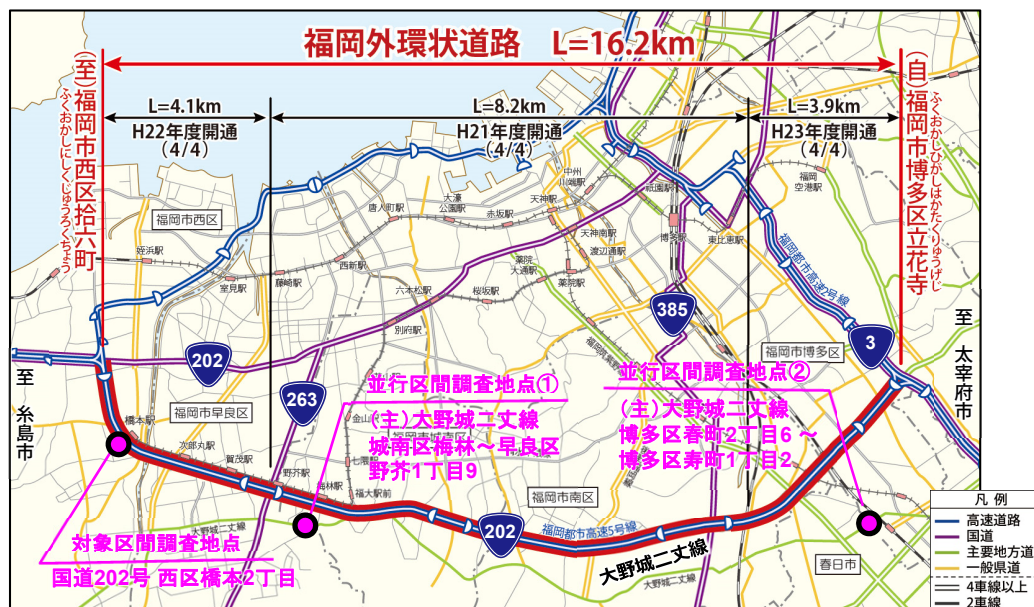 福岡外環状道路 L=16.2km
(至)福岡市西区拾六町
ふくおかしにしくじゅうろくちょう
(自)福岡市博多区立花寺
ふくおかしひがしはかたくりゅうげじ
L=4.1km
H22年度開通
(4/4)
L=8.2km
H21年度開通
(4/4)
L=3.9km
H23年度開通
(4/4)
福岡市西区
姪浜駅
室見駅
藤崎駅
西新駅
唐人町駅
大濠
公園駅
赤坂駅
天神駅
中州
川端駅
祇園駅
福岡
空港駅
天神南駅
渡辺通駅
博多駅
東比恵駅
薬院
大通駅
薬院駅
桜坂駅
六本松駅
別府駅
福岡都市高速2号線
385
3
202
263
福岡市博多区
至
太宰府市
至
糸島市
福岡市早良区
橋本駅
次郎丸駅
賀茂駅
野芥駅
梅林駅
福大駅前
七隈駅
金山駅
並行区間調査地点①
(主)大野城二丈線
城南区梅林~早良区
野芥1丁目9
並行区間調査地点②
(主)大野城二丈線
博多区春町2丁目6~
博多区寿町1丁目2
福岡市南区
大野城二丈線
対象区間調査地点
国道202号 西区橋本2丁目
202
福岡都市高速5号線
大野城二丈線
大野城二丈線
春日市
凡例
高速道路
国道
主要地方道
一般県道
4車線以上
2車線